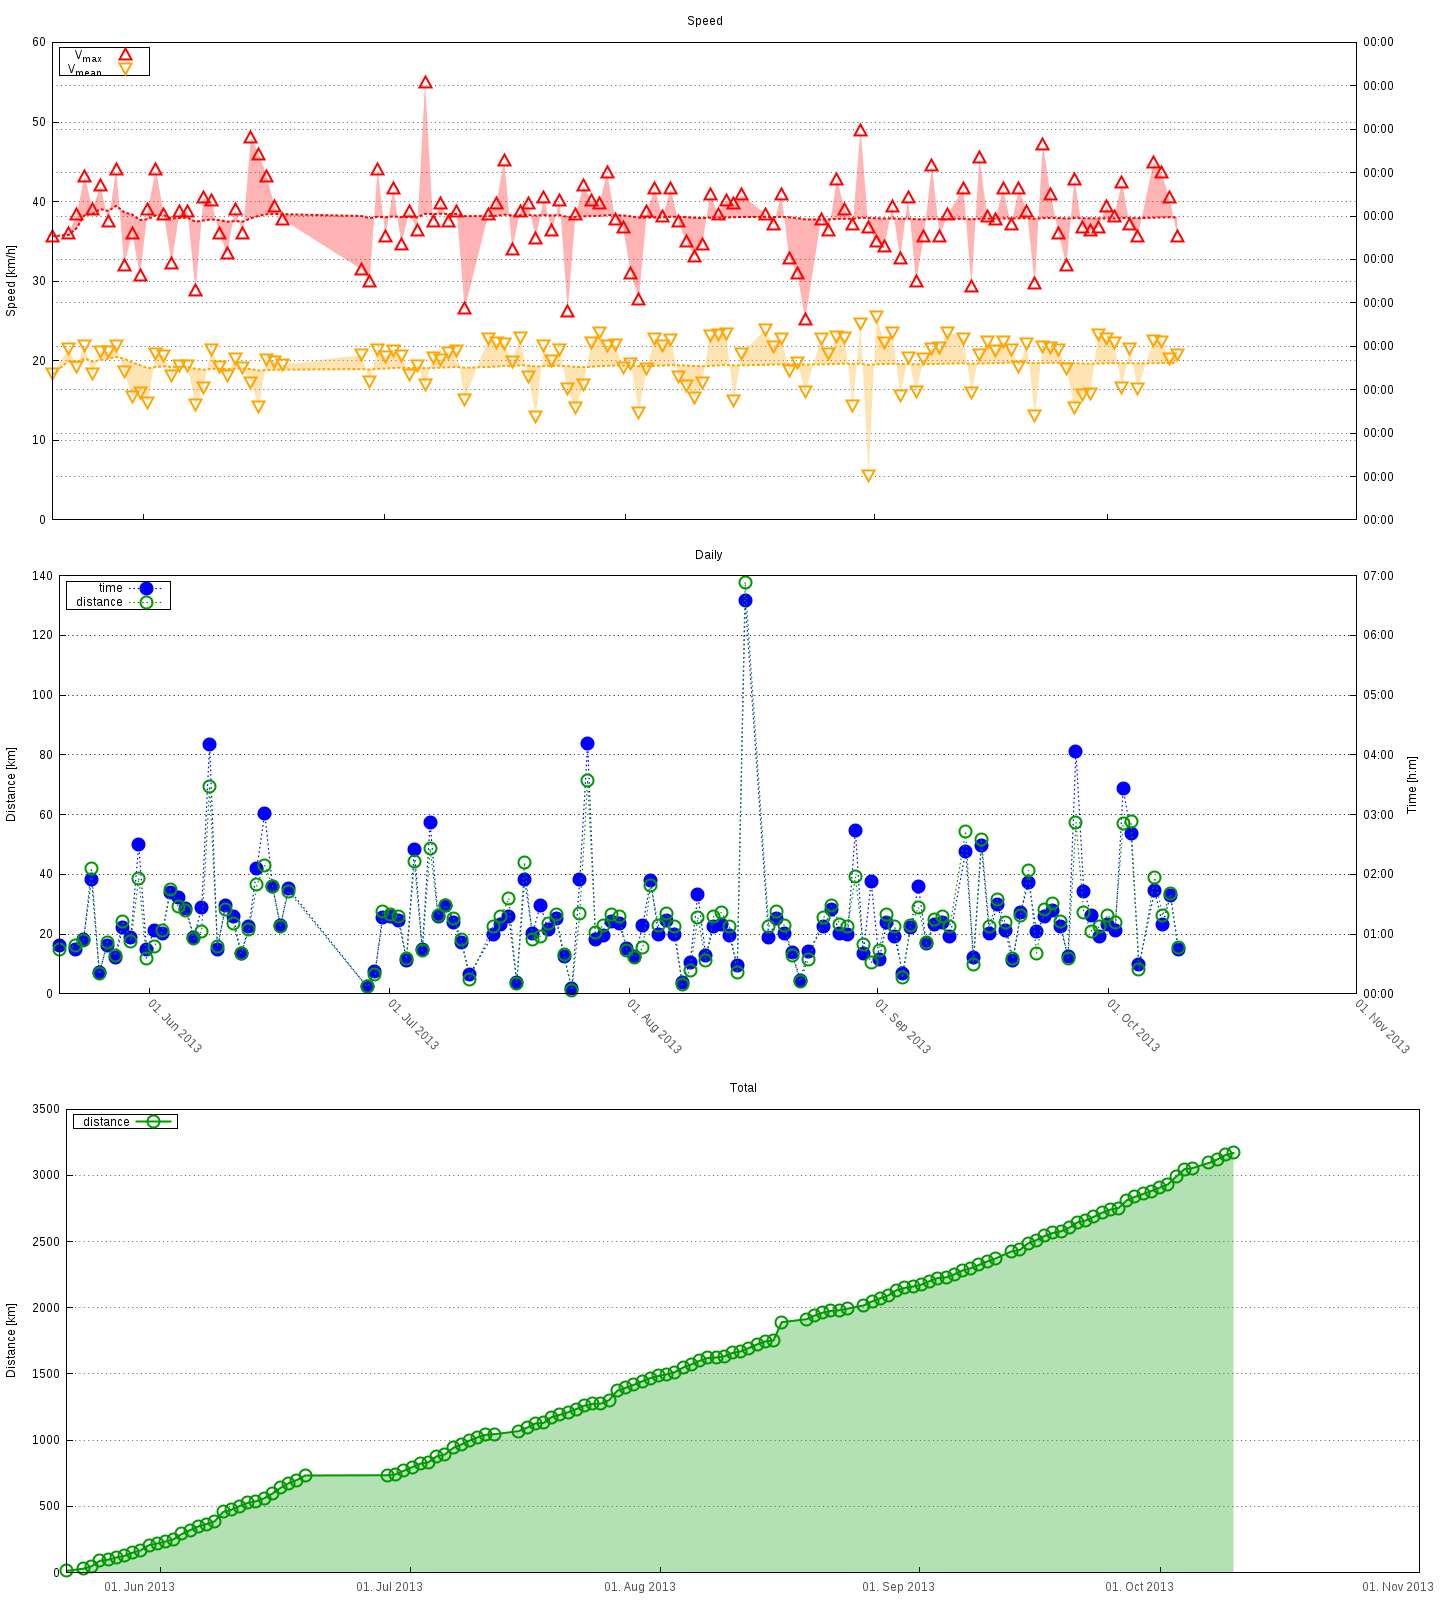 Speed
60 00:00
00:00
50 00:00
00:00
40 00:00
00:00
30 00:00
00:00
20 00:00
00:00
10 00:00
00:00
0 00:00
Speed [km/h]
Vmax
Vmean
Daily
140 07:00
120 06:00
100 05:00
80 04:00
60 03:00
40 02:00
20 01:00
0 00:00
Distance [km]
Time [h:m]
time
distance
01. Jun 2013 01. Jul 2013 01. Aug 2013 01. Sep 2013 01. Oct 2013 01. Nov 2013
Total
3500
3000
2500
2000
1500
1000
500
0
Distance [km]
distance
01. Jun 2013 01. Jul 2013 01. Aug 2013 01. Sep 2013 01. Oct 2013 01. Nov 2013